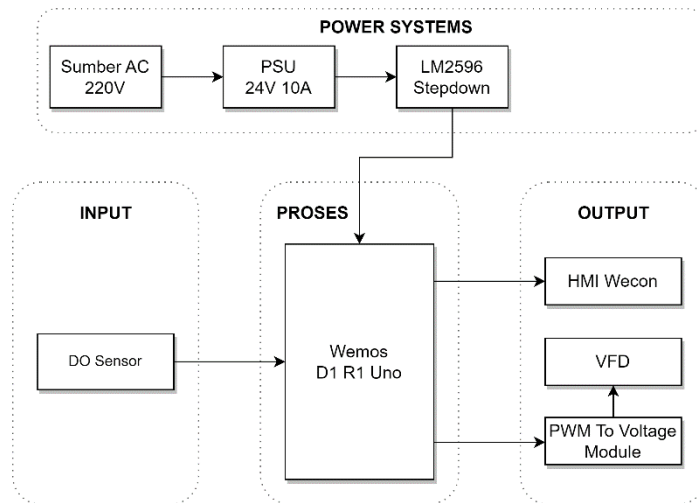 POWER SYSTEMS
Sumber AC
220V
PSU
24V 10A
LM2596
Stepdown
INPUT
PROSES
OUTPUT
DO Sensor
Wemos
D1 R1 Uno
HMI Wecon
VFD
PWM To Voltage
Module